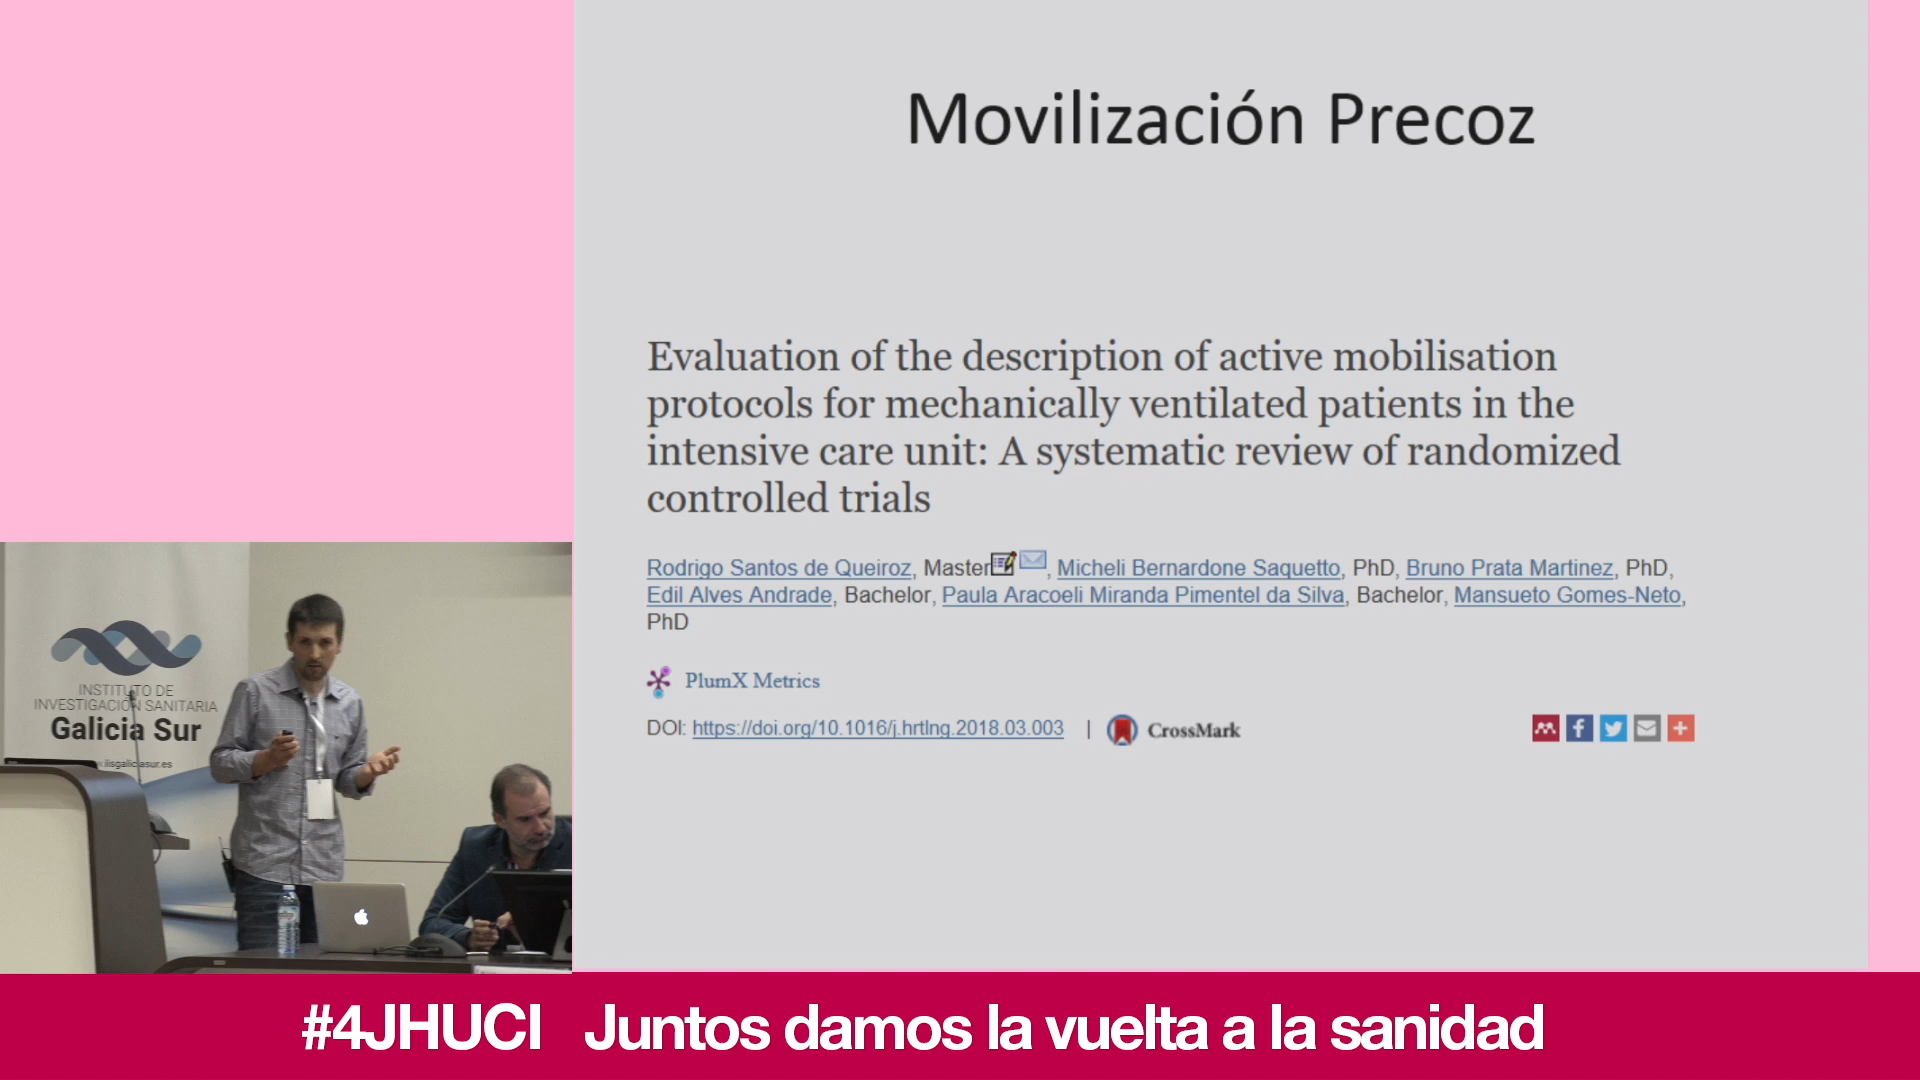 Movilización Precoz
Evaluation of the description of active mobilisation
protocols for mechanically ventilated patients in the
intensive care unit: A systematic review of randomized
controlled trials
Rodrigo Santos de Queiroz, Master, Micheli Bernardone Saquetto, PhD, Bruno Prata Martinez, PhD,
Edil Alves Andrade, Bachelor, Paula Aracoeli Miranda Pimentel da Silva, Bachelor, Mansueto Gomes-Neto,
PhD
PlumX Metrics
DOI: https://doi.org/10.1016/j.hrtlng.2018.03.003 | CrossMark
INSTITUTO DE
INVESTIGACIÓN SANITARIA
Galicia Sur
#4JHUCI Juntos damos la vuelta a la sanidad